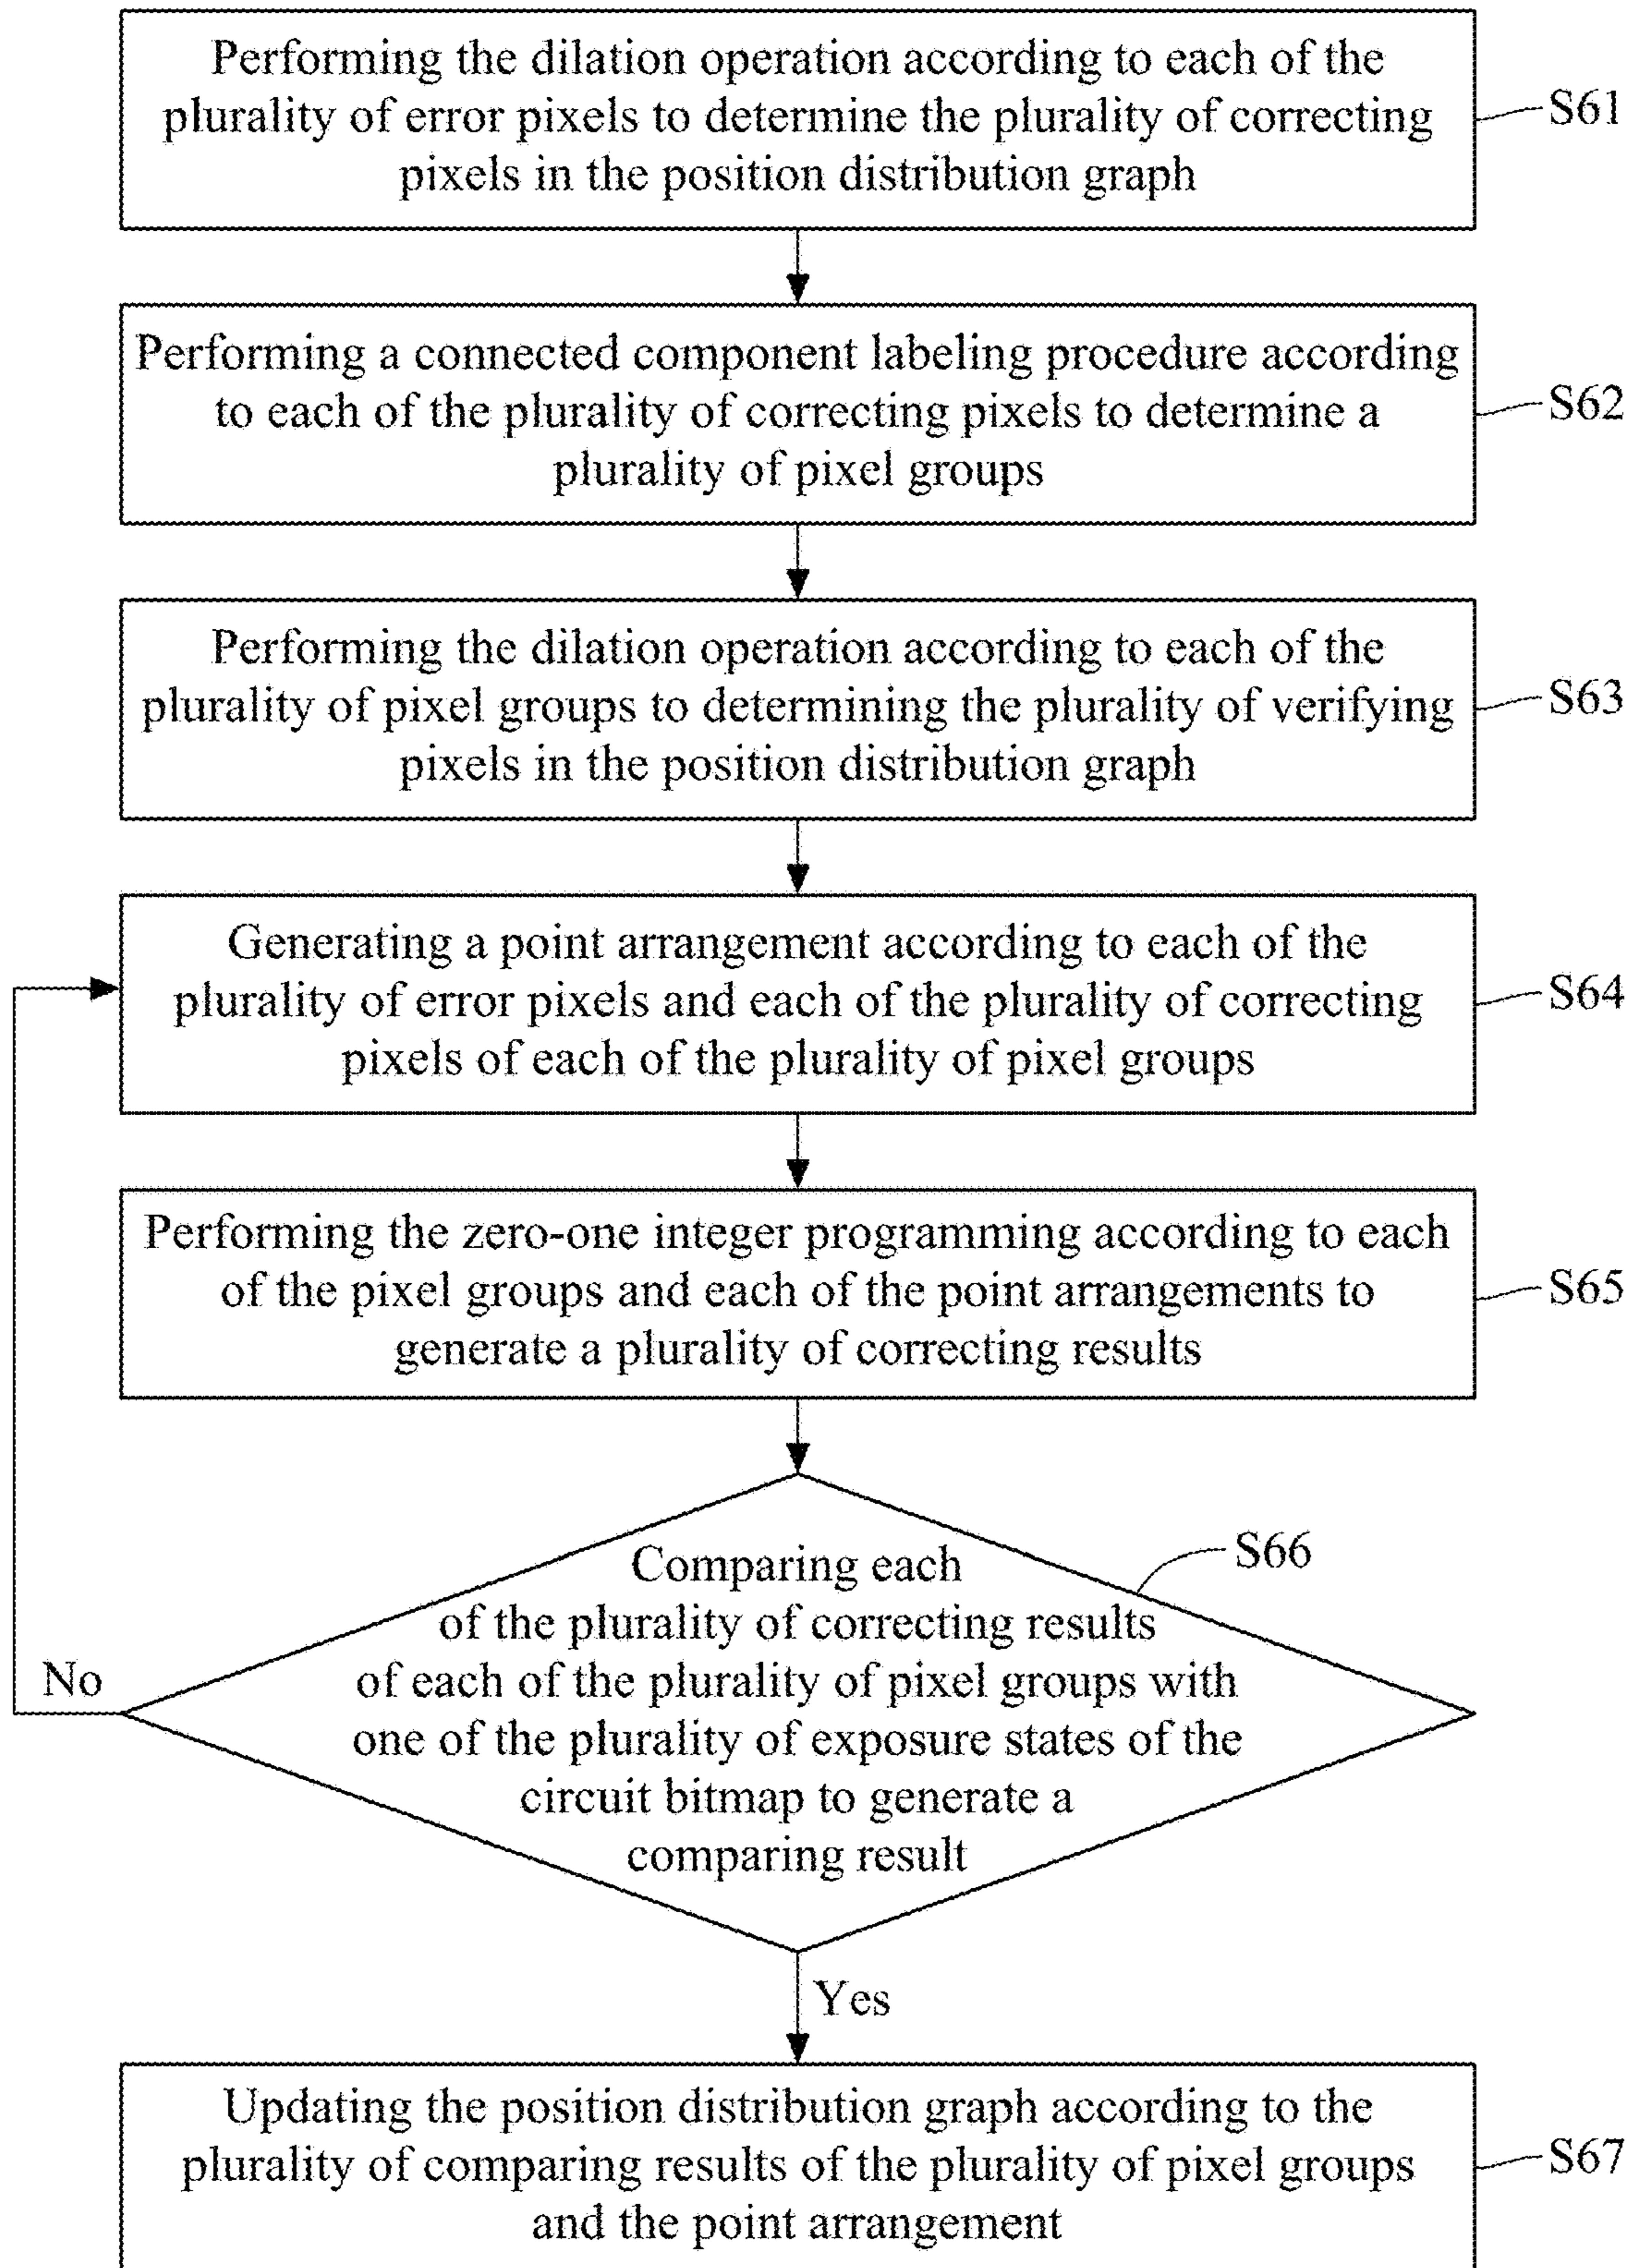 Performing the dilation operation according to each of the
plurality of error pixels to determine the plurality of correcting
pixels in the position distribution graph
S61
Performing a connected component labeling procedure according
to each of the plurality of correcting pixels to determine a
plurality of pixel groups
S62
Performing the dilation operation according to each of the
plurality of pixel groups to determining the plurality of verifying
pixels in the position distribution graph
S63
Generating a point arrangement according to each of the
plurality of error pixels and each of the plurality of correcting
pixels of each of the plurality of pixel groups
S64
Performing the zero-one integer programming according to each
of the pixel groups and each of the point arrangements to
generate a plurality of correcting results
S65
Comparing each
of the plurality of correcting results
of each of the plurality of pixel groups with
one of the plurality of exposure states of the
circuit bitmap to generate a
comparing result
S66
No
Yes
Updating the position distribution graph according to the
plurality of comparing results of the plurality of pixel groups
and the point arrangement
S67